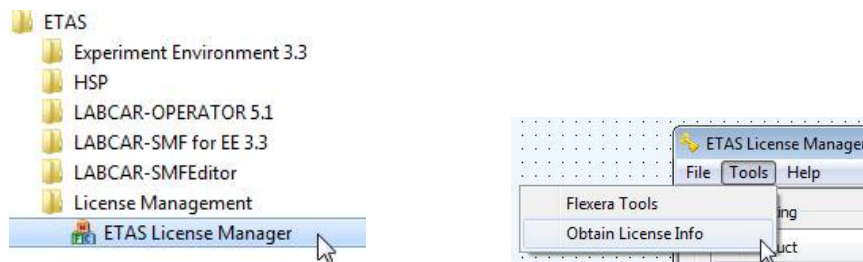 ETAS
Experiment Environment 3.3
HSP
LABCAR-OPERATOR 5.1
LABCAR-SMF for EE 3.3
LABCAR-SMFEditor
License Management
ETAS License Manager
ETAS License Manager
File Tools Help
Flexera Tools
Obtain License Info